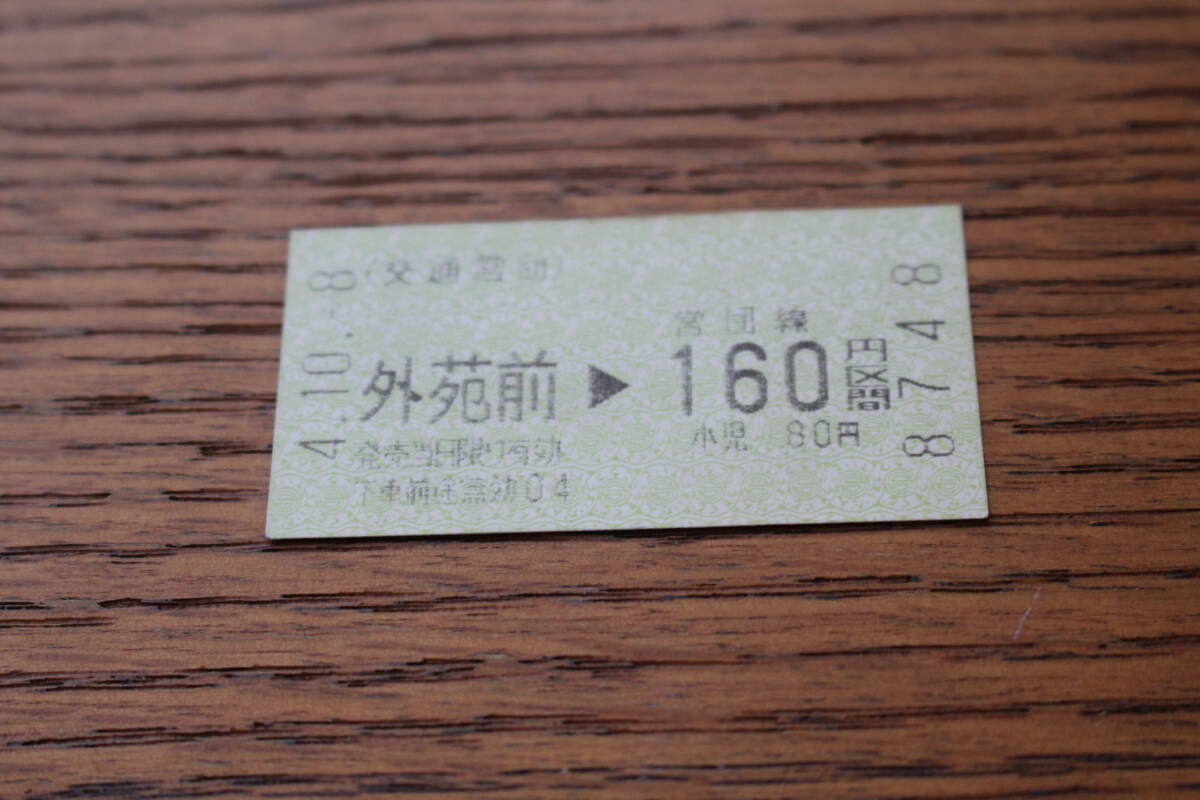 (交通営団)
4.10.-8
外苑前▶
営団線
160円区間
小児 80円
発売当日限り有効
下車前途無効04
8748